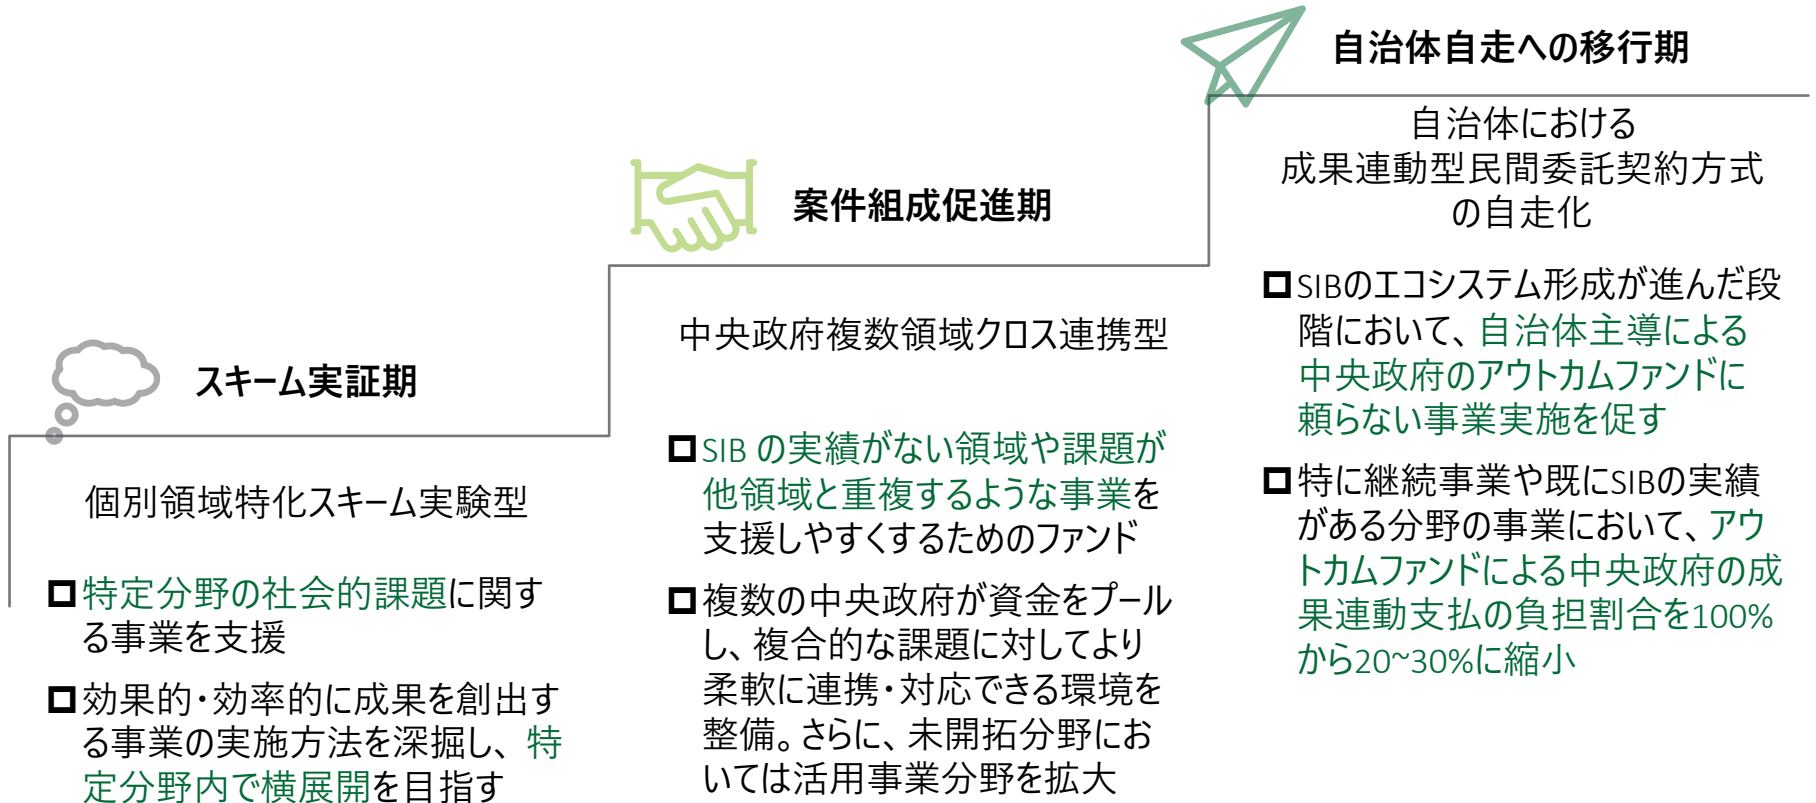 スキーム実証期
個別領域特化スキーム実験型
特定分野の社会的課題に関す
る事業を支援
効果的・効率的に成果を創出す
る事業の実施方法を深掘し、特
定分野内で横展開を目指す
案件組成促進期
中央政府複数領域クロス連携型
SIB の実績がない領域や課題が
他領域と重複するような事業を
支援しやすくするためのファンド
複数の中央政府が資金をプール
し、複合的な課題に対してより
柔軟に連携・対応できる環境を
整備。さらに、未開拓分野にお
いては活用事業分野を拡大
自治体自走への移行期
自治体における
成果連動型民間委託契約方式
の自走化
SIBのエコシステム形成が進んだ段
階において、自治体主導による
中央政府のアウトカムファンドに
頼らない事業実施を促す
特に継続事業や既にSIBの実績
がある分野の事業において、アウ
トカムファンドによる中央政府の成
果連動支払の負担割合を100%
から20~30%に縮小